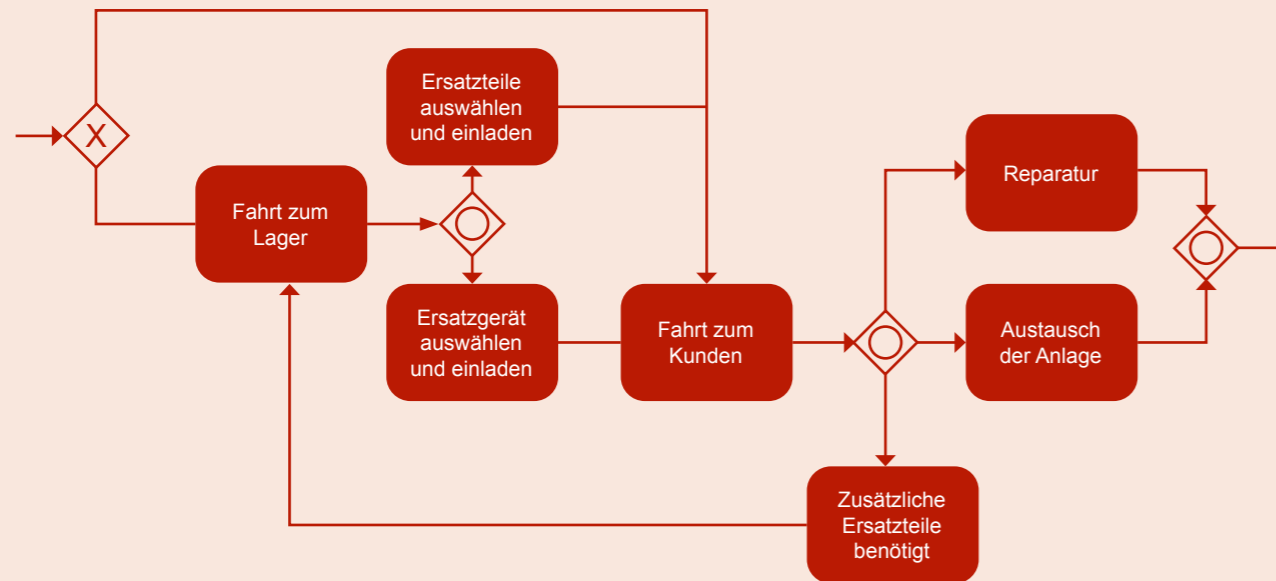 Ersatzteile
auswählen
und einladen
X
Fahrt zum
Lager
Ersatzgerät
auswählen
und einladen
Fahrt zum
Kunden
Reparatur
Austausch
der Anlage
Zusätzliche
Ersatzteile
benötigt